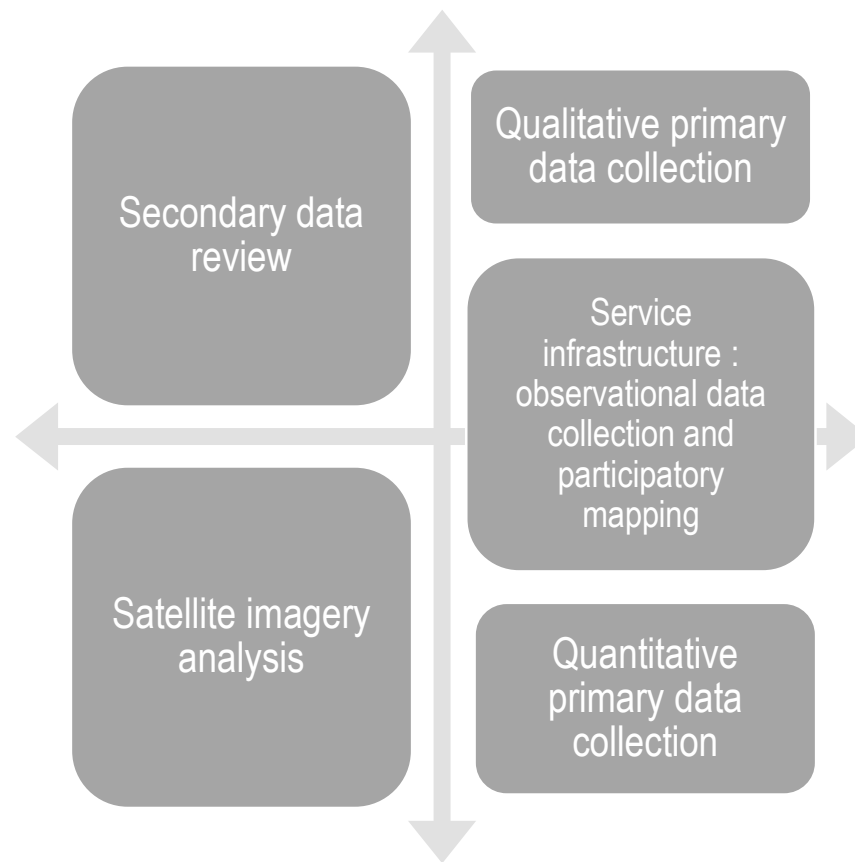 Secondary data
review
Qualitative primary
data collection
Service
infrastructure :
observational data
collection and
participatory
mapping
Satellite imagery
analysis
Quantitative
primary data
collection